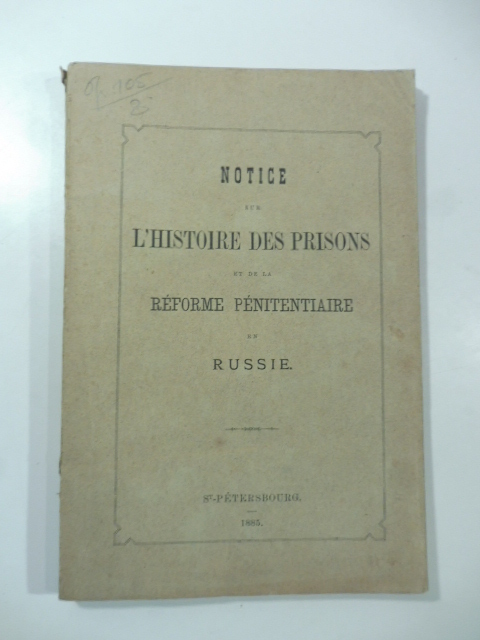 NOTICE
SUR
L'HISTOIRE DES PRISONS
ET DE LA
RÉFORME PÉNITENTIAIRE
EN
RUSSIE.
ST-PÉTERSBOURG.
1885.